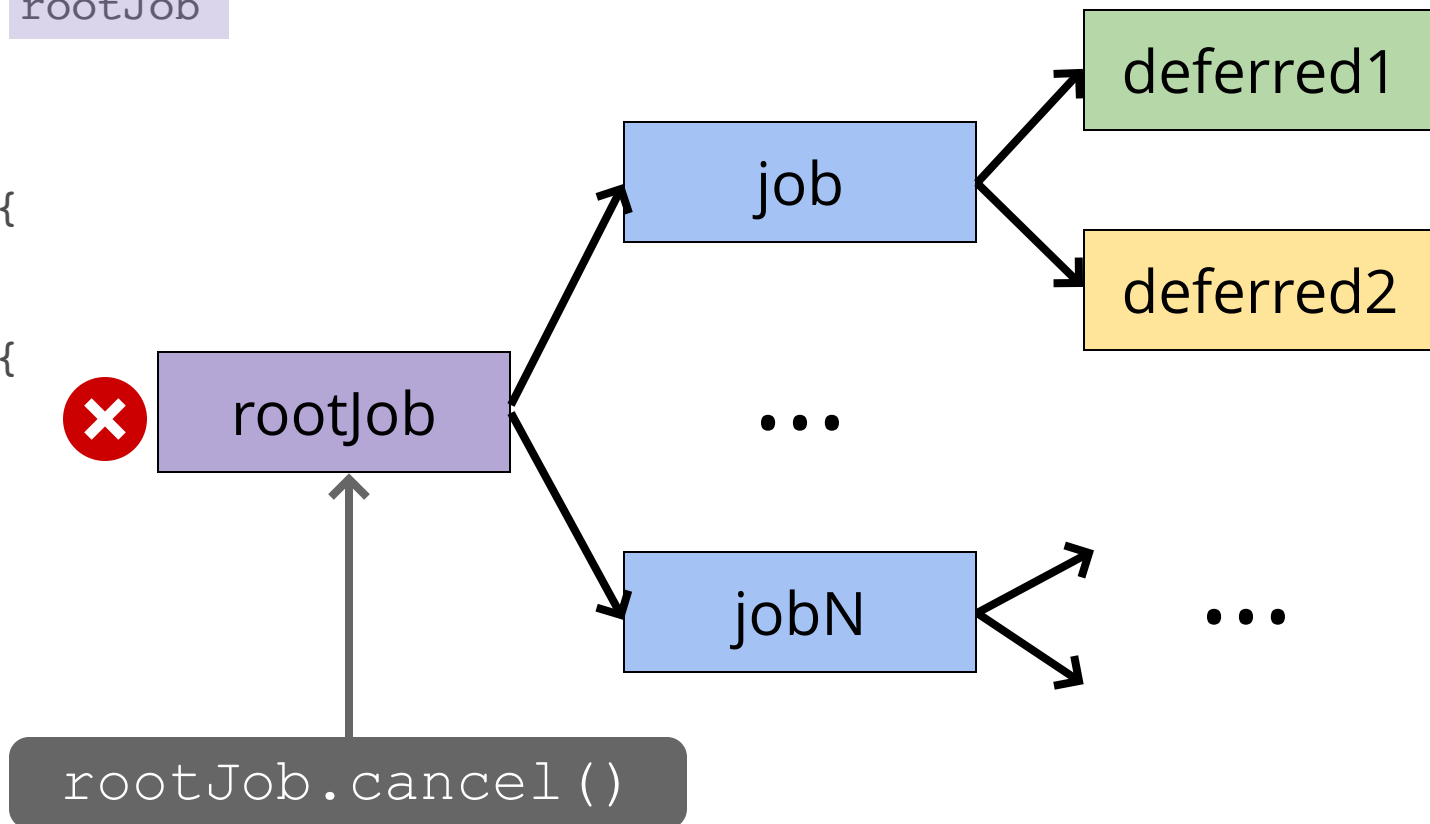 rootJob
deferred1
job
{
deferred2
{
rootJob
...
jobN
...
rootJob.cancel()